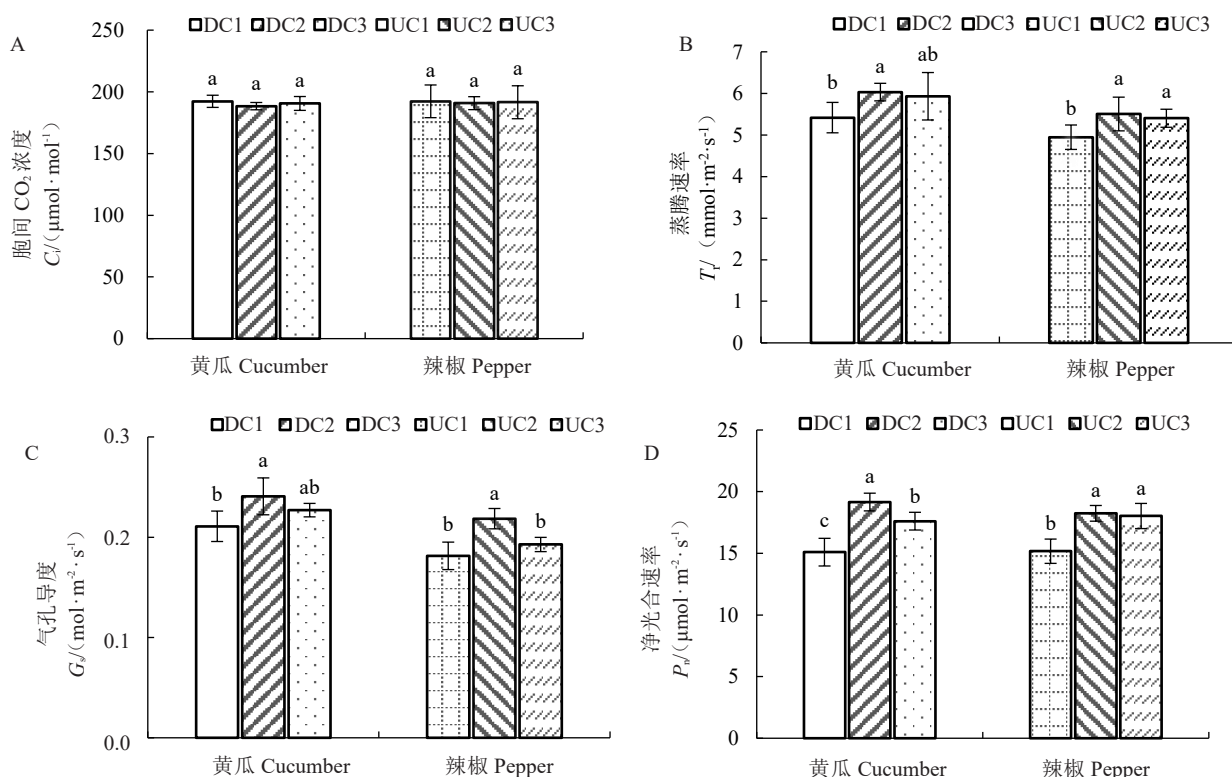 A
DC1 DC2 DC3 UC1 UC2 UC3
250
200
150
100
50
0
胞间 CO₂ 浓度
Cᵢ/(μmol·mol⁻¹)
a a a a a a
黄瓜 Cucumber 辣椒 Pepper
B
DC1 DC2 DC3 UC1 UC2 UC3
7
6
5
4
3
2
1
0
蒸腾速率
Tᵣ/(mmol·m⁻²·s⁻¹)
b a ab b a a
黄瓜 Cucumber 辣椒 Pepper
C
DC1 DC2 DC3 UC1 UC2 UC3
0.3
0.2
0.1
0.0
气孔导度
Gₛ/(mol·m⁻²·s⁻¹)
b a ab b a b
黄瓜 Cucumber 辣椒 Pepper
D
DC1 DC2 DC3 UC1 UC2 UC3
25
20
15
10
5
0
净光合速率
Pₙ/(μmol·m⁻²·s⁻¹)
c a b b a a
黄瓜 Cucumber 辣椒 Pepper